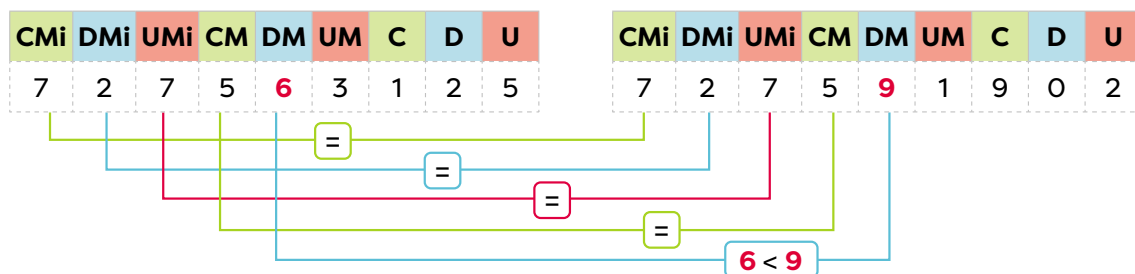 CMi DMi UMi CM DM UM C D U CMi DMi UMi CM DM UM C D U
7 2 7 5 6 3 1 2 5 7 2 7 5 9 1 9 0 2
=
=
=
=
6 < 9